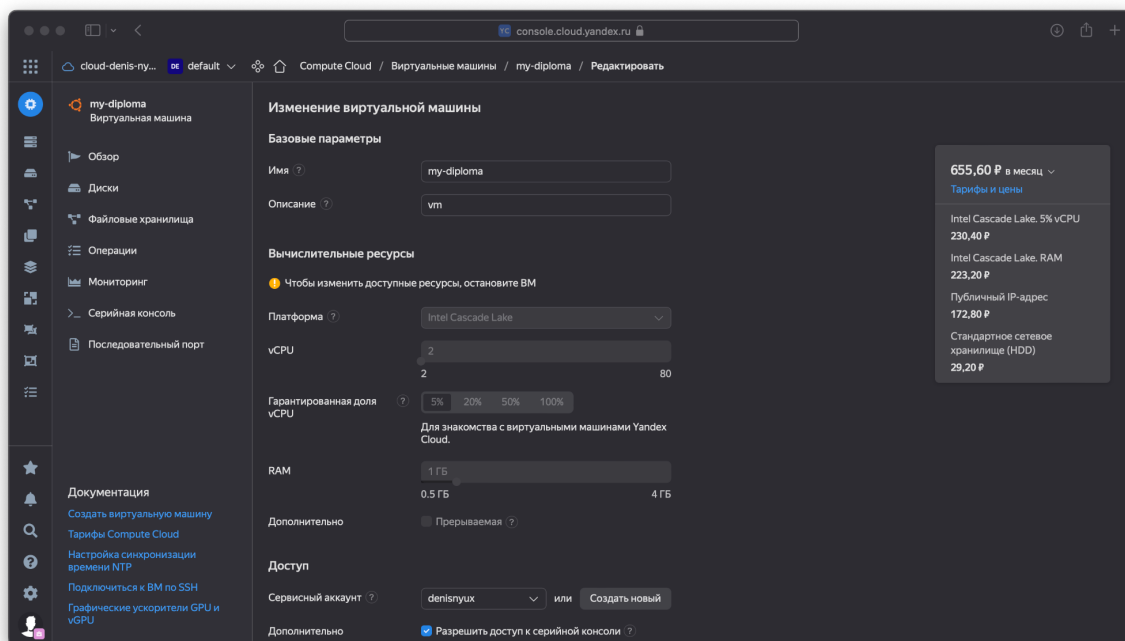 YC console.cloud.yandex.ru
cloud-denis-ny... DE default Compute Cloud / Виртуальные машины / my-diploma / Редактировать
my-diploma
Виртуальная машина
Обзор
Диски
Файловые хранилища
Операции
Мониторинг
Серийная консоль
Последовательный порт
Документация
Создать виртуальную машину
Тарифы Compute Cloud
Настройка синхронизации
времени NTP
Подключиться к ВМ по SSH
Графические ускорители GPU и
vGPU
Изменение виртуальной машины
Базовые параметры
Имя ? my-diploma
Описание ? vm
Вычислительные ресурсы
Чтобы изменить доступные ресурсы, остановите ВМ
Платформа ? Intel Cascade Lake
vCPU 2
2 80
Гарантированная доля ? 5% 20% 50% 100%
vCPU
Для знакомства с виртуальными машинами Yandex
Cloud.
RAM 1 ГБ
0.5 ГБ 4 ГБ
Дополнительно Прерываемая ?
Доступ
Сервисный аккаунт ? denisnyux или Создать новый
Дополнительно Разрешить доступ к серийной консоли ?
655,60 ₽ в месяц
Тарифы и цены
Intel Cascade Lake. 5% vCPU
230,40 ₽
Intel Cascade Lake. RAM
223,20 ₽
Публичный IP-адрес
172,80 ₽
Стандартное сетевое
хранилище (HDD)
29,20 ₽